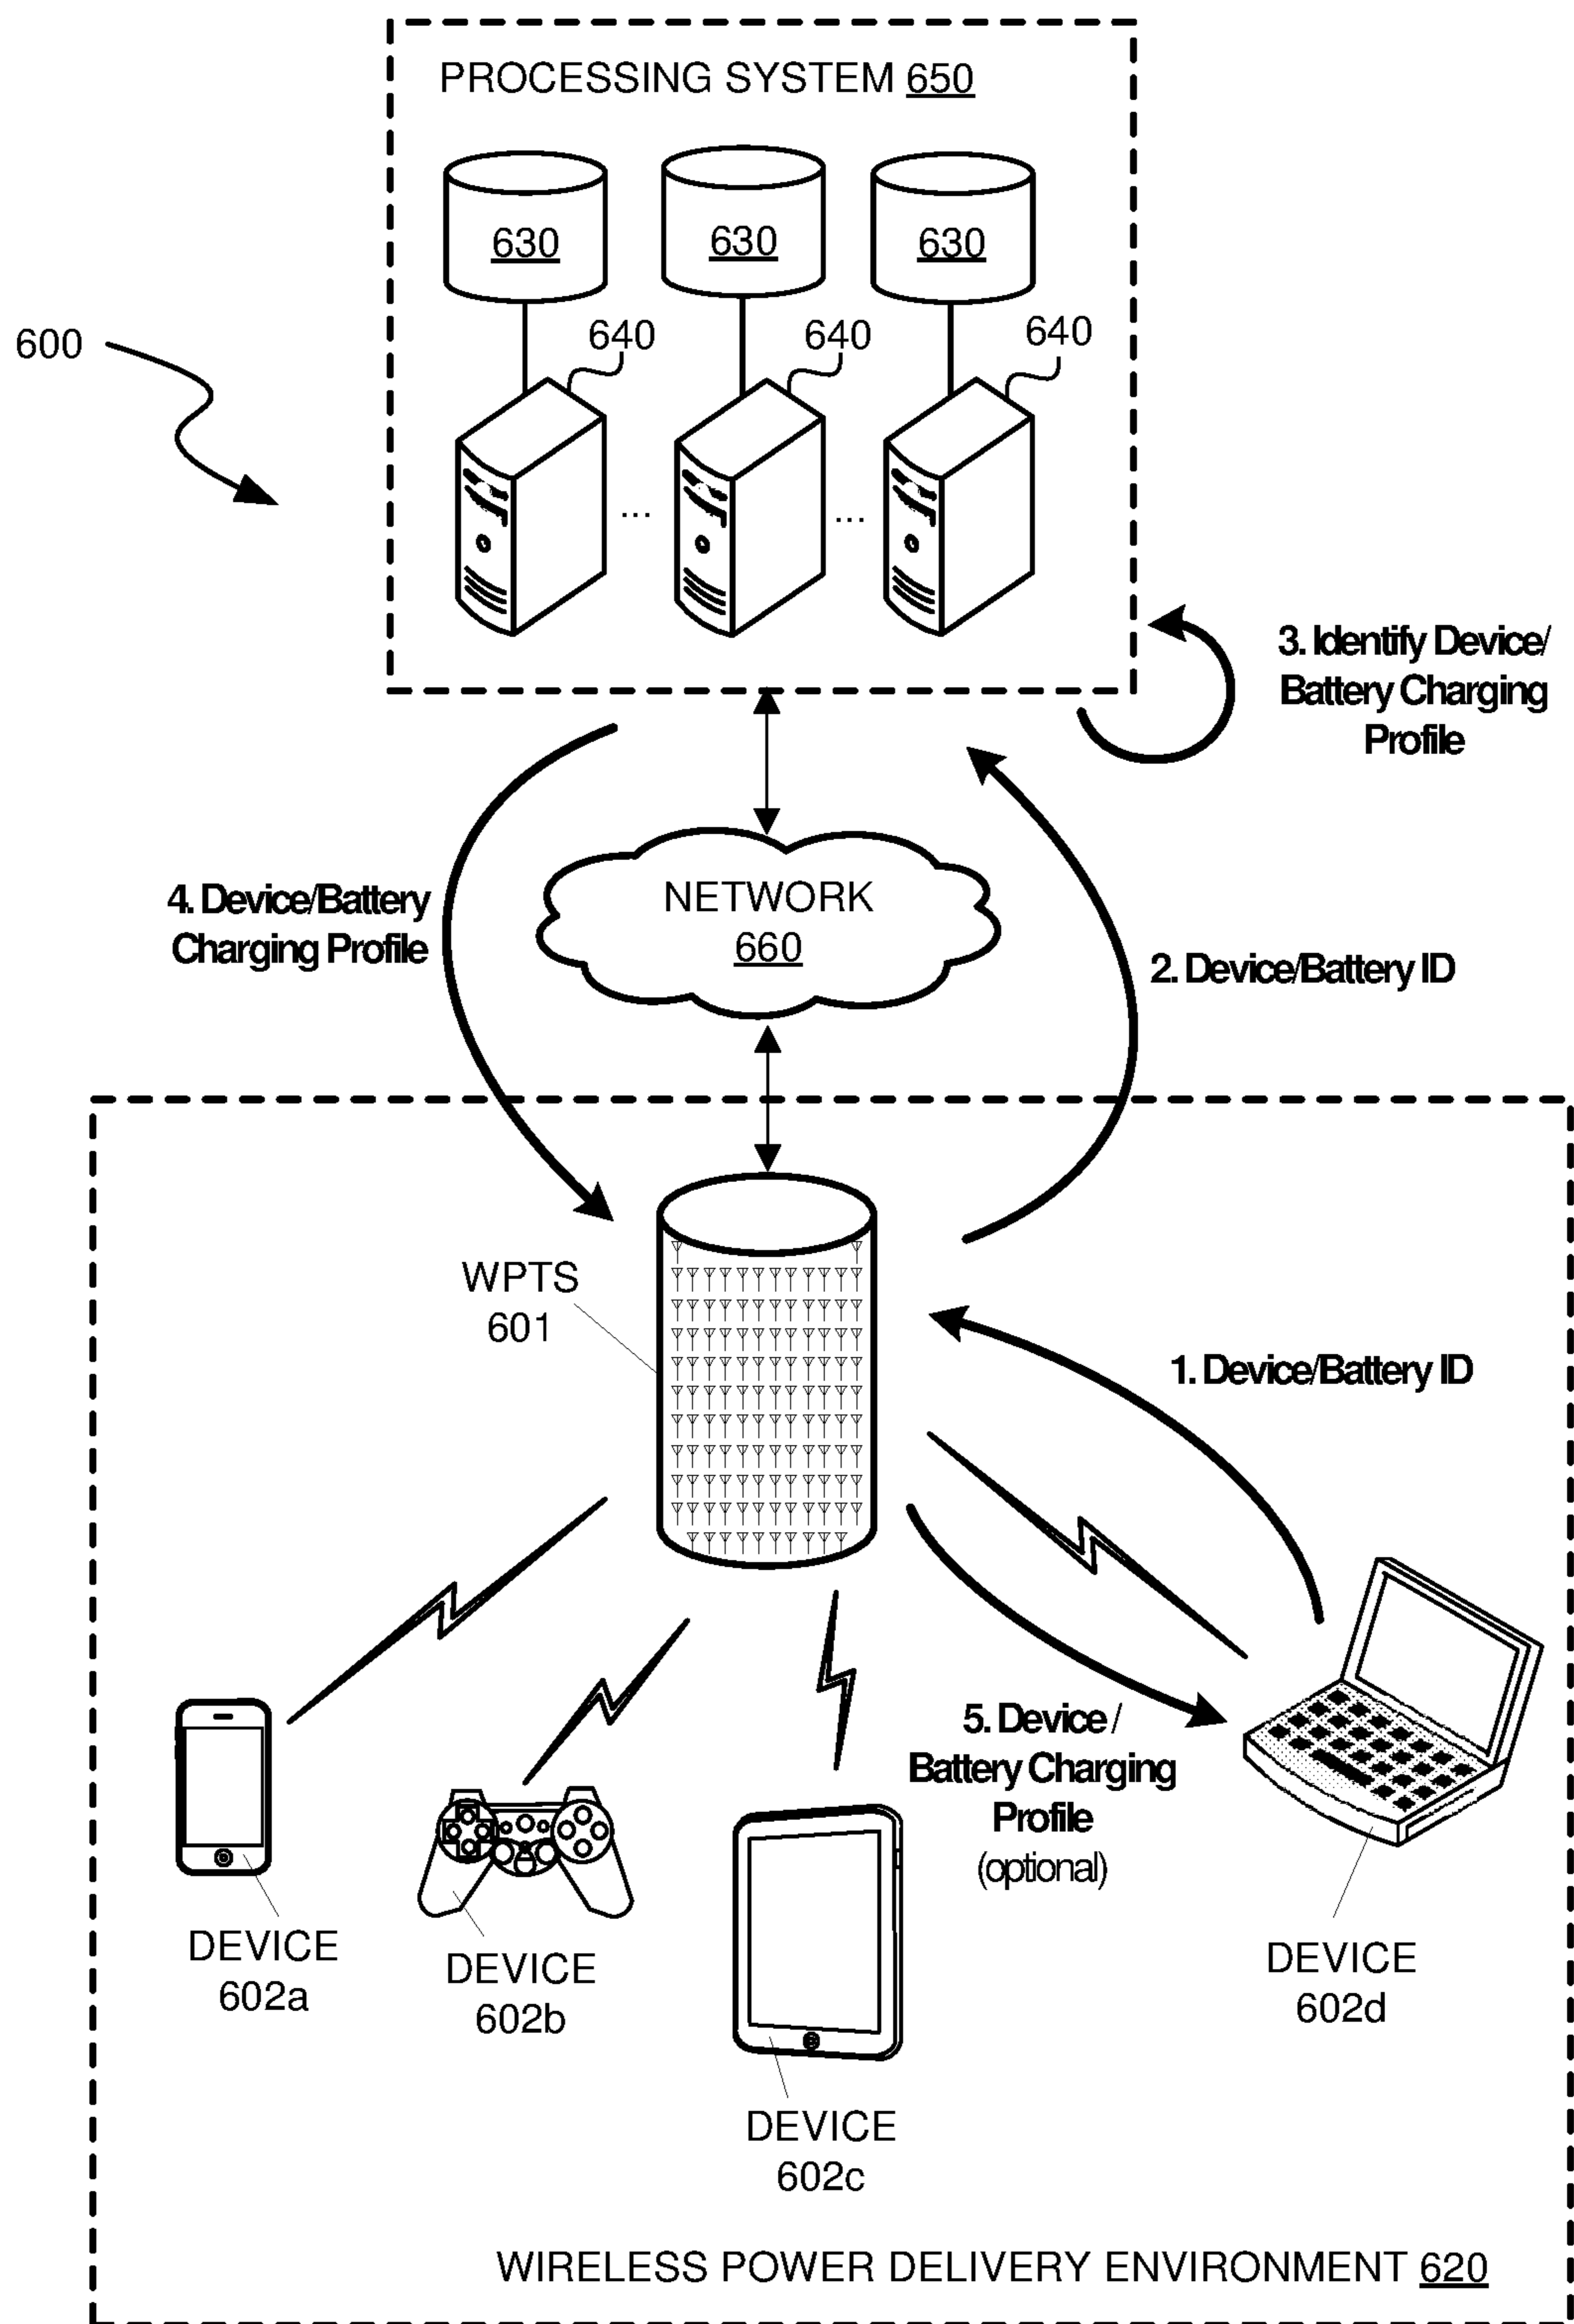 PROCESSING SYSTEM 650
630
630
630
600
640
640
640
...
...
3. Identify Device/
Battery Charging
Profile
4. Device/Battery
Charging Profile
NETWORK
660
2. Device/Battery ID
WPTS
601
1. Device/Battery ID
5. Device /
Battery Charging
Profile
(optional)
DEVICE
602a
DEVICE
602b
DEVICE
602c
DEVICE
602d
WIRELESS POWER DELIVERY ENVIRONMENT 620